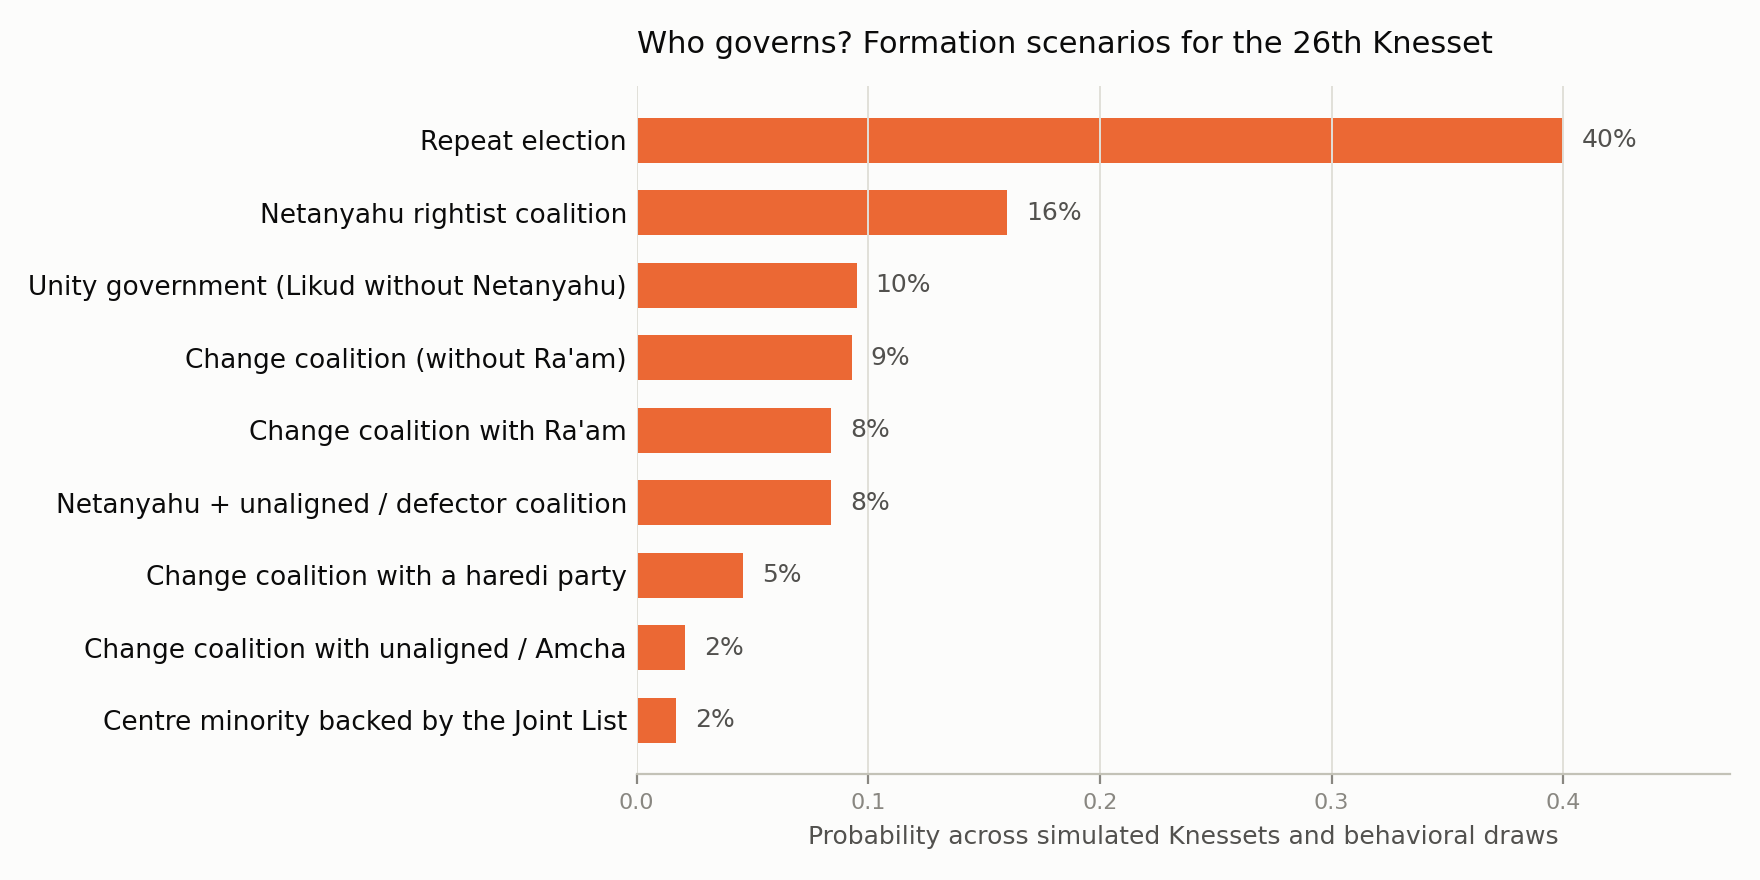 Who governs? Formation scenarios for the 26th Knesset
Repeat election 40%
Netanyahu rightist coalition 16%
Unity government (Likud without Netanyahu) 10%
Change coalition (without Ra'am) 9%
Change coalition with Ra'am 8%
Netanyahu + unaligned / defector coalition 8%
Change coalition with a haredi party 5%
Change coalition with unaligned / Amcha 2%
Centre minority backed by the Joint List 2%
0.0 0.1 0.2 0.3 0.4
Probability across simulated Knessets and behavioral draws